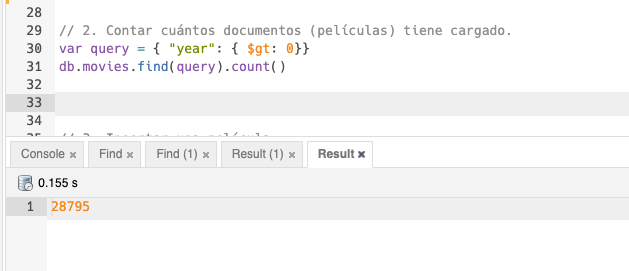 28
29 // 2. Contar cuántos documentos (películas) tiene cargado.
30 var query = { "year": { $gt: 0}}
31 db.movies.find(query).count()
32
33
34
Console × Find × Find (1) × Result (1) × Result ×
0.155 s
1 28795